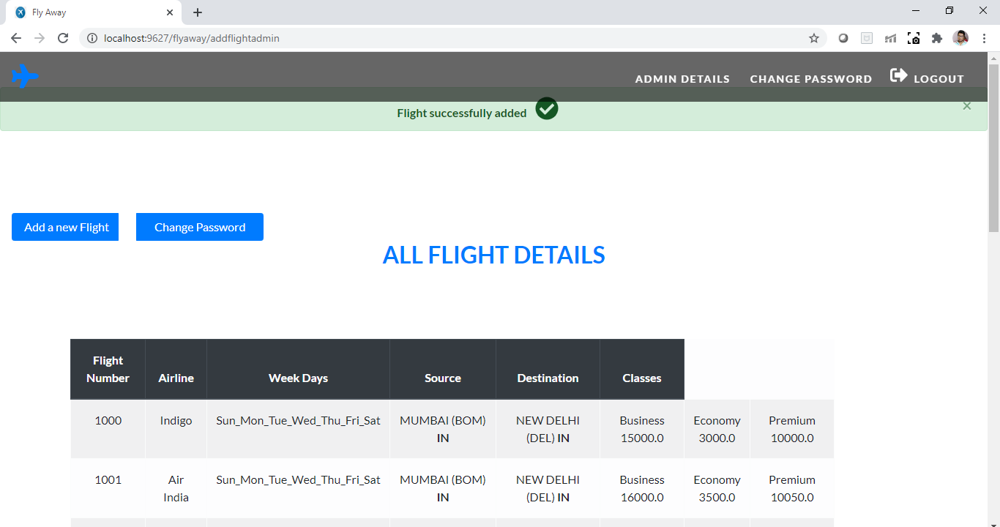 Fly Away
localhost:9627/flyaway/addflightadmin
ADMIN DETAILS CHANGE PASSWORD LOGOUT
Flight successfully added
Add a new Flight Change Password
ALL FLIGHT DETAILS
Flight
Number Airline Week Days Source Destination Classes
1000 Indigo Sun_Mon_Tue_Wed_Thu_Fri_Sat MUMBAI (BOM) NEW DELHI Business Economy Premium
IN (DEL) IN 15000.0 3000.0 10000.0
1001 Air Sun_Mon_Tue_Wed_Thu_Fri_Sat MUMBAI (BOM) NEW DELHI Business Economy Premium
India IN (DEL) IN 16000.0 3500.0 10050.0